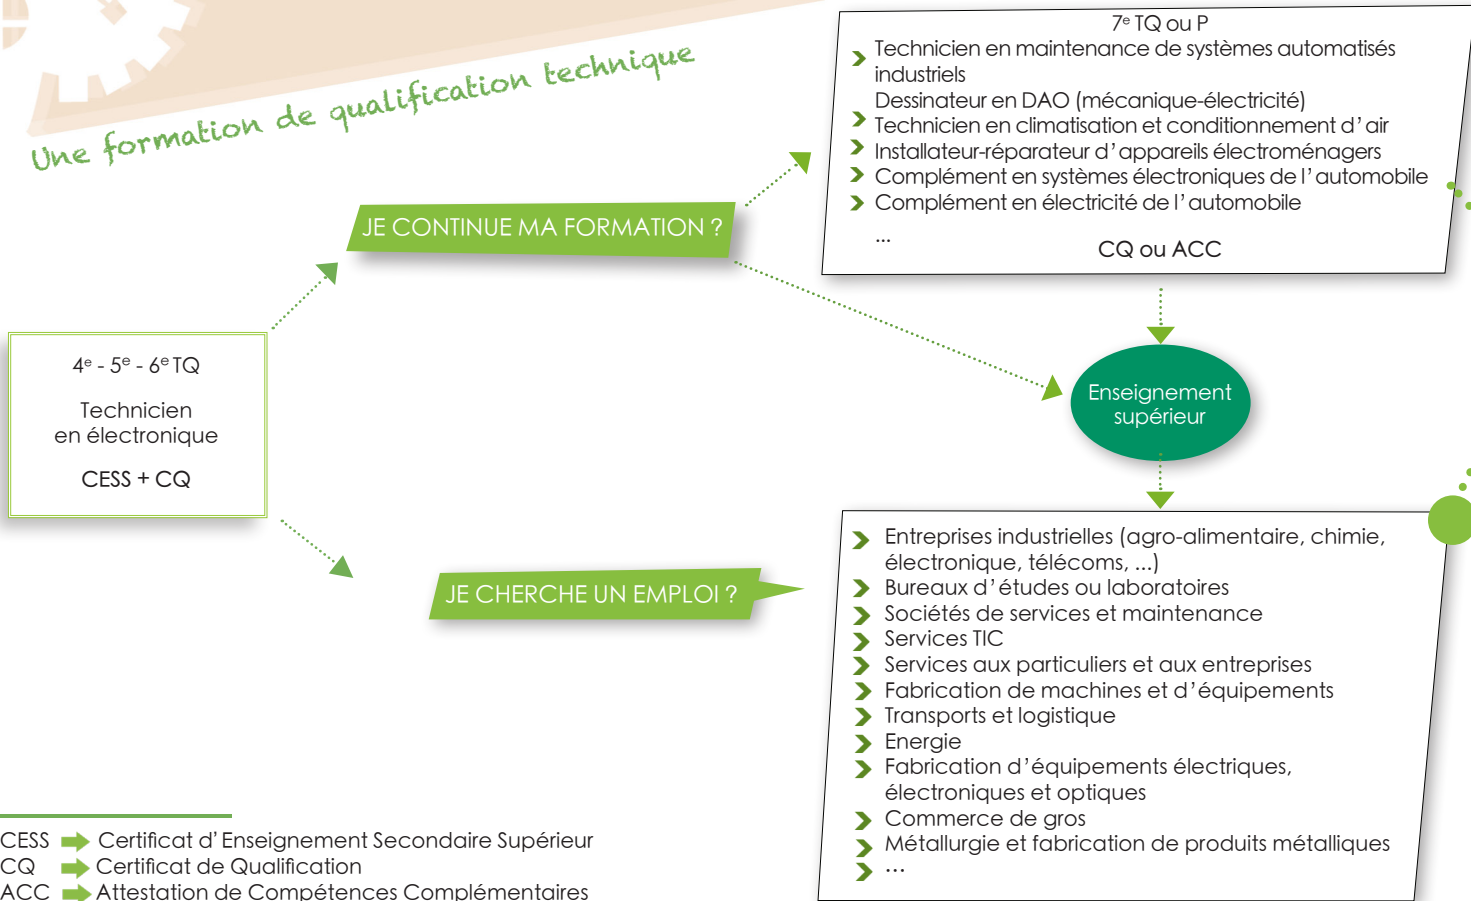 Une formation de qualification technique
7e TQ ou P
Technicien en maintenance de systèmes automatisés
industriels
Dessinateur en DAO (mécanique-électricité)
Technicien en climatisation et conditionnement d'air
Installateur-réparateur d'appareils électroménagers
Complément en systèmes électroniques de l'automobile
Complément en électricité de l'automobile
...
CQ ou ACC
JE CONTINUE MA FORMATION ?
4e - 5e - 6e TQ
Technicien
en électronique
CESS + CQ
Enseignement
supérieur
JE CHERCHE UN EMPLOI ?
Entreprises industrielles (agro-alimentaire, chimie,
électronique, télécoms, ...)
Bureaux d'études ou laboratoires
Sociétés de services et maintenance
Services TIC
Services aux particuliers et aux entreprises
Fabrication de machines et d'équipements
Transports et logistique
Energie
Fabrication d'équipements électriques,
électroniques et optiques
Commerce de gros
Métallurgie et fabrication de produits métalliques
...
CESS Certificat d'Enseignement Secondaire Supérieur
CQ Certificat de Qualification
ACC Attestation de Compétences Complémentaires